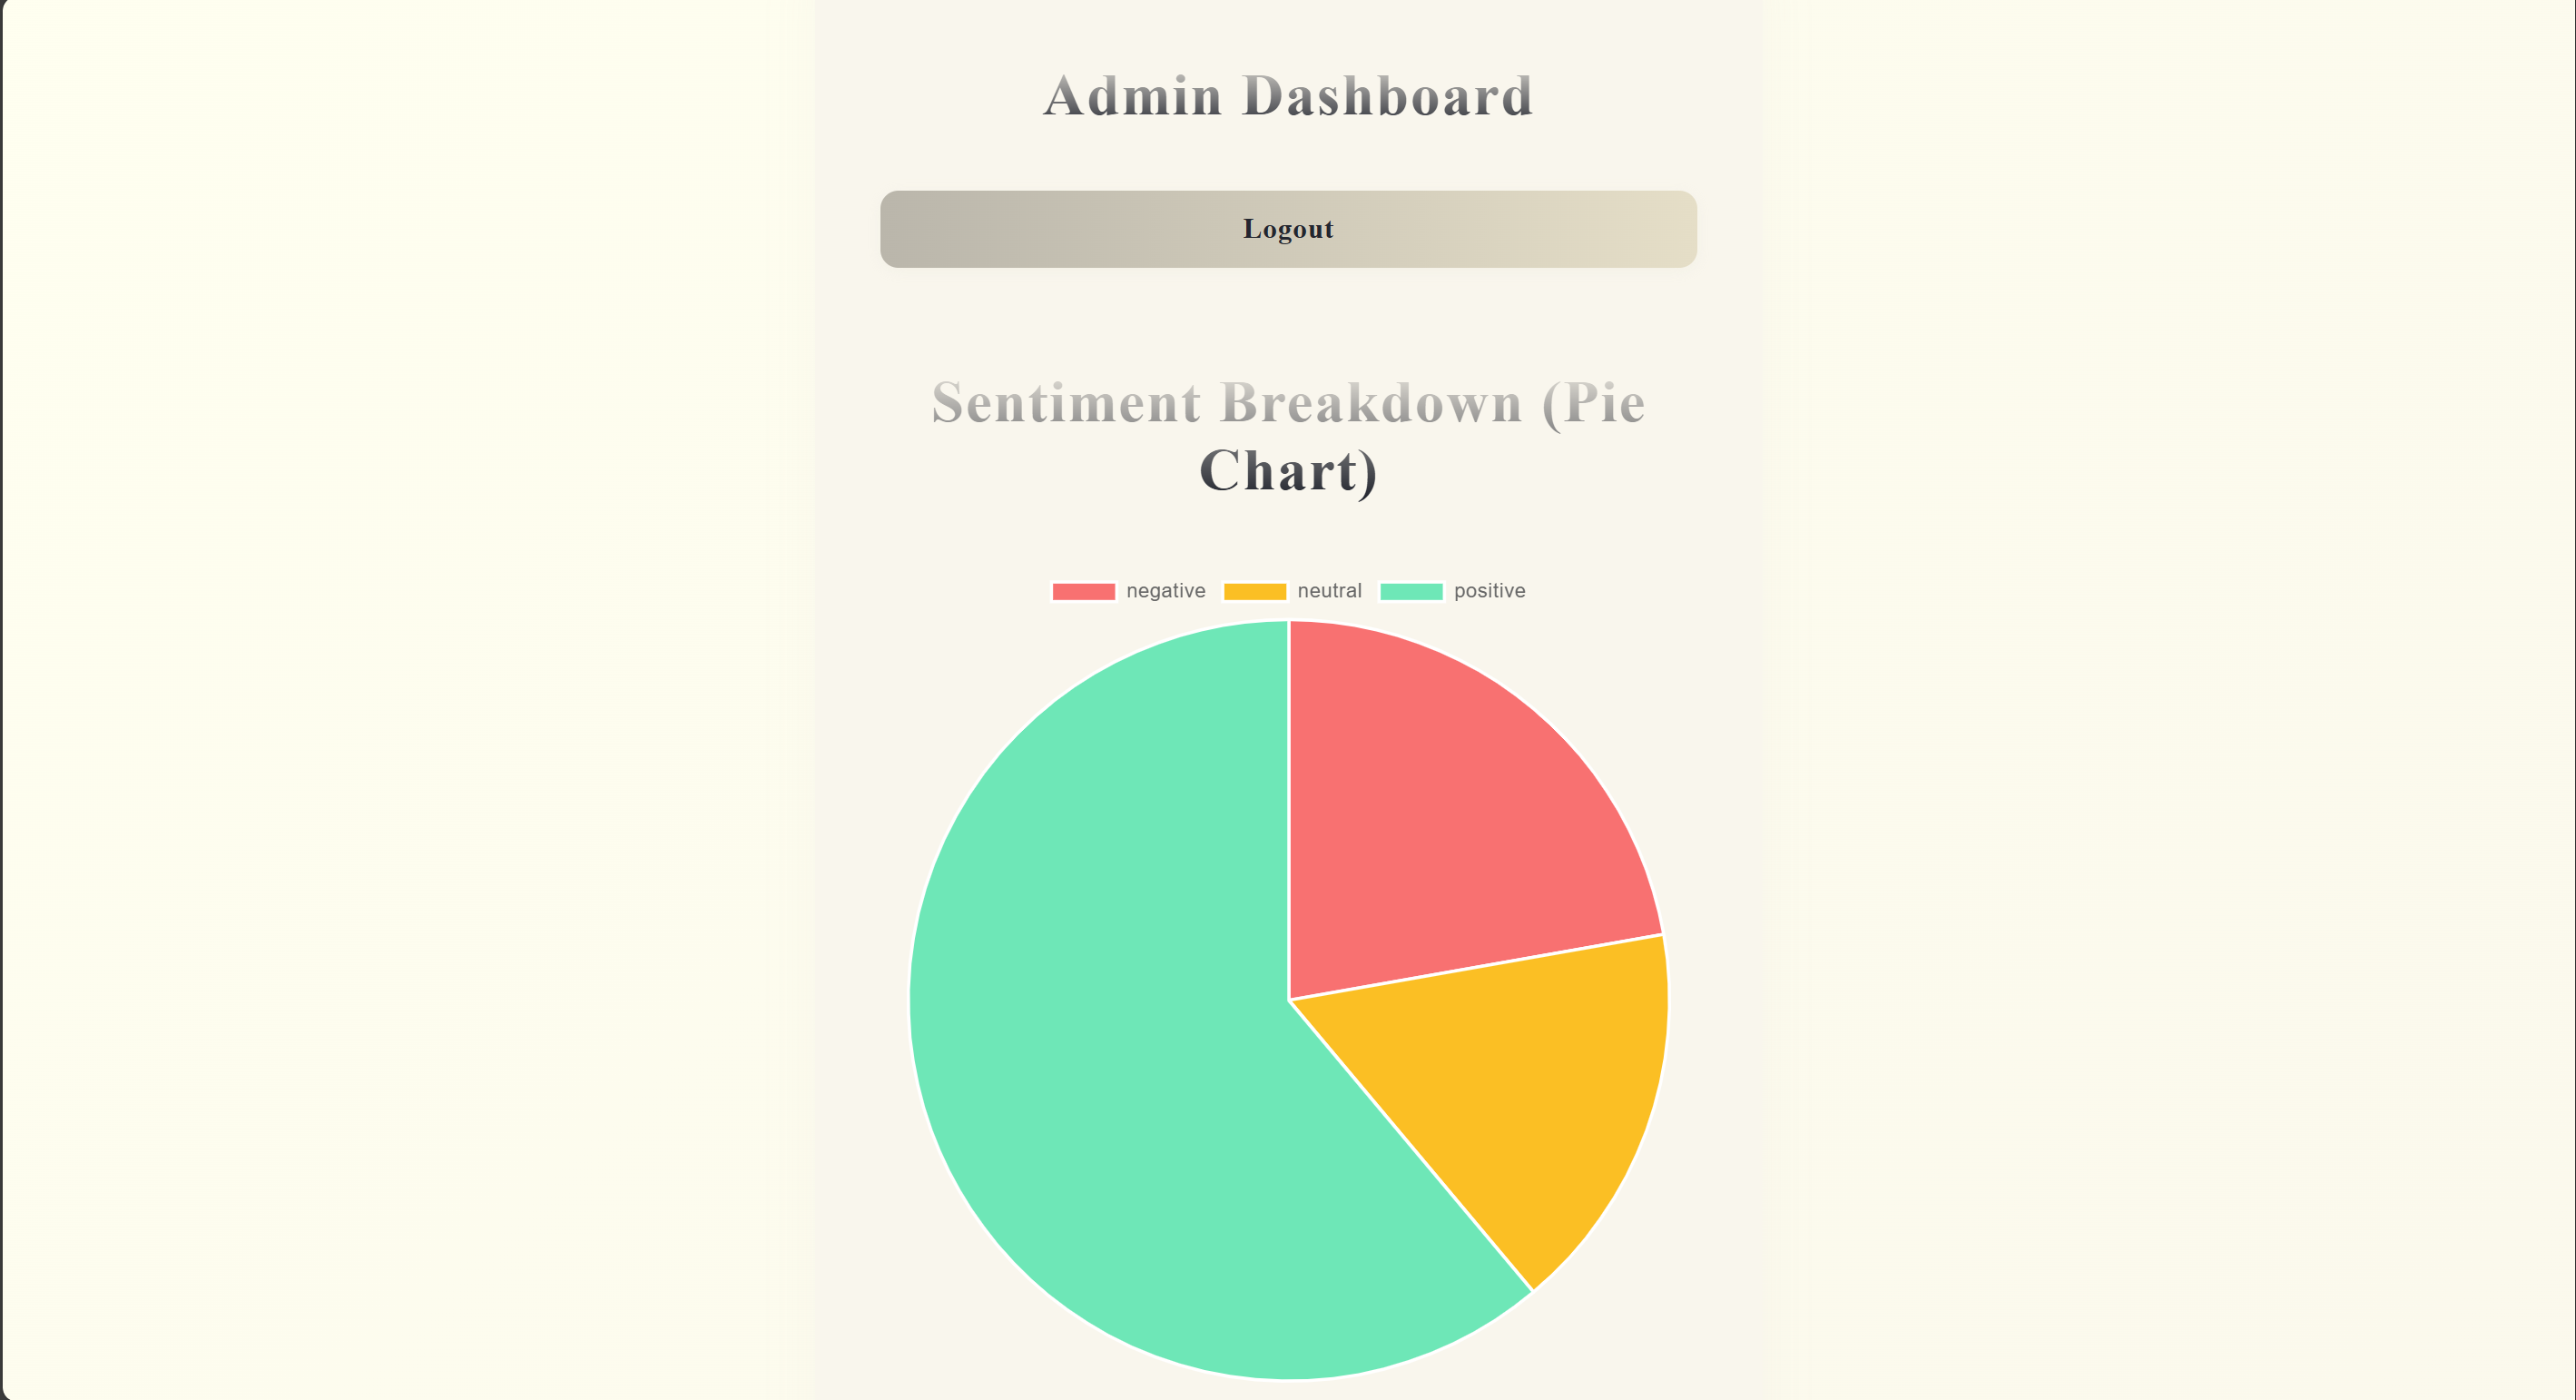 Admin Dashboard
Logout
Sentiment Breakdown (Pie
Chart)
negative neutral positive